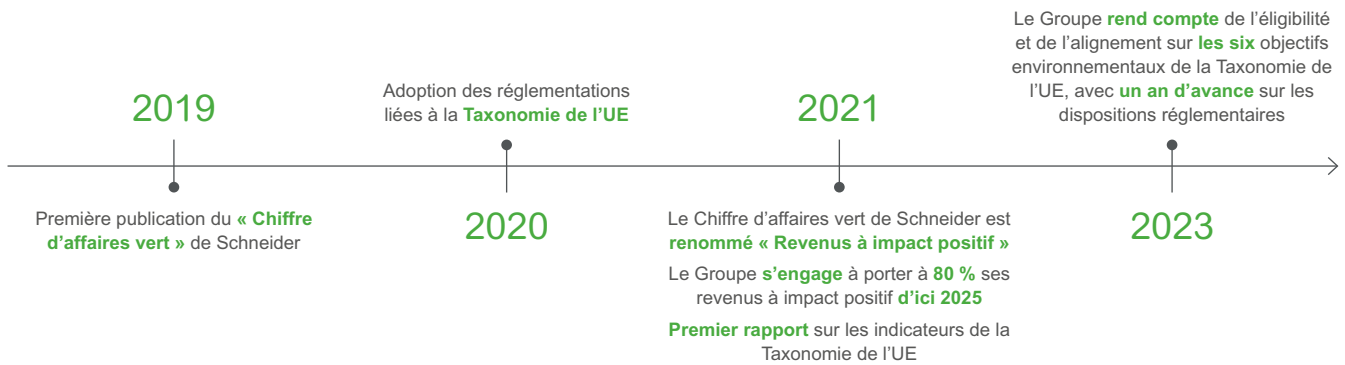 2019
Première publication du « Chiffre
d’affaires vert » de Schneider
Adoption des réglementations
liées à la Taxonomie de l’UE
2020
2021
Le Chiffre d’affaires vert de Schneider est
renommé « Revenus à impact positif »
Le Groupe s’engage à porter à 80 % ses
revenus à impact positif d’ici 2025
Premier rapport sur les indicateurs de la
Taxonomie de l’UE
Le Groupe rend compte de l’éligibilité
et de l’alignement sur les six objectifs
environnementaux de la Taxonomie de
l’UE, avec un an d’avance sur les
dispositions réglementaires
2023